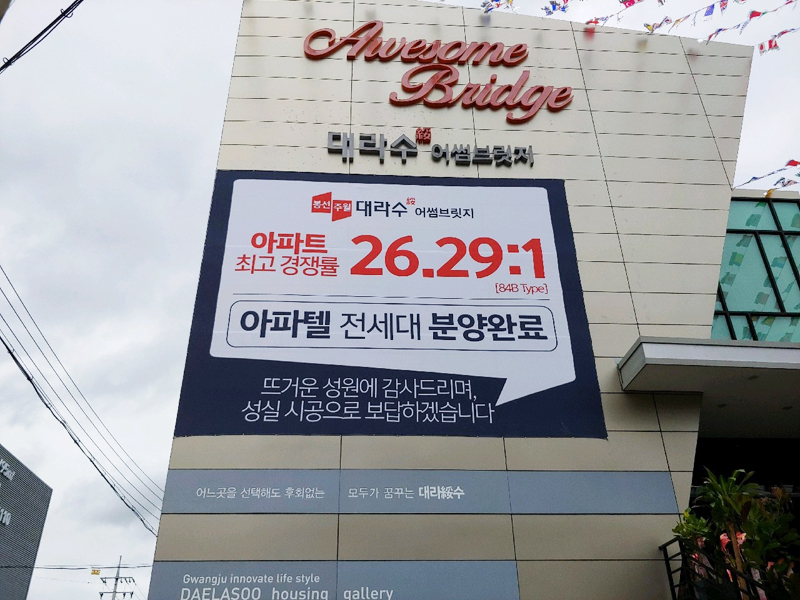 Awesome
Bridge
대라수 綏 어썸브릿지
봉선 주월 대라수 綏 어썸브릿지
아파트
최고 경쟁률 26.29:1
[84B Type]
아파텔 전세대 분양완료
뜨거운 성원에 감사드리며,
성실 시공으로 보답하겠습니다
어느곳을 선택해도 후회없는 모두가 꿈꾸는 대라綏수
Gwangju innovate life style
DAELASOO housing gallery